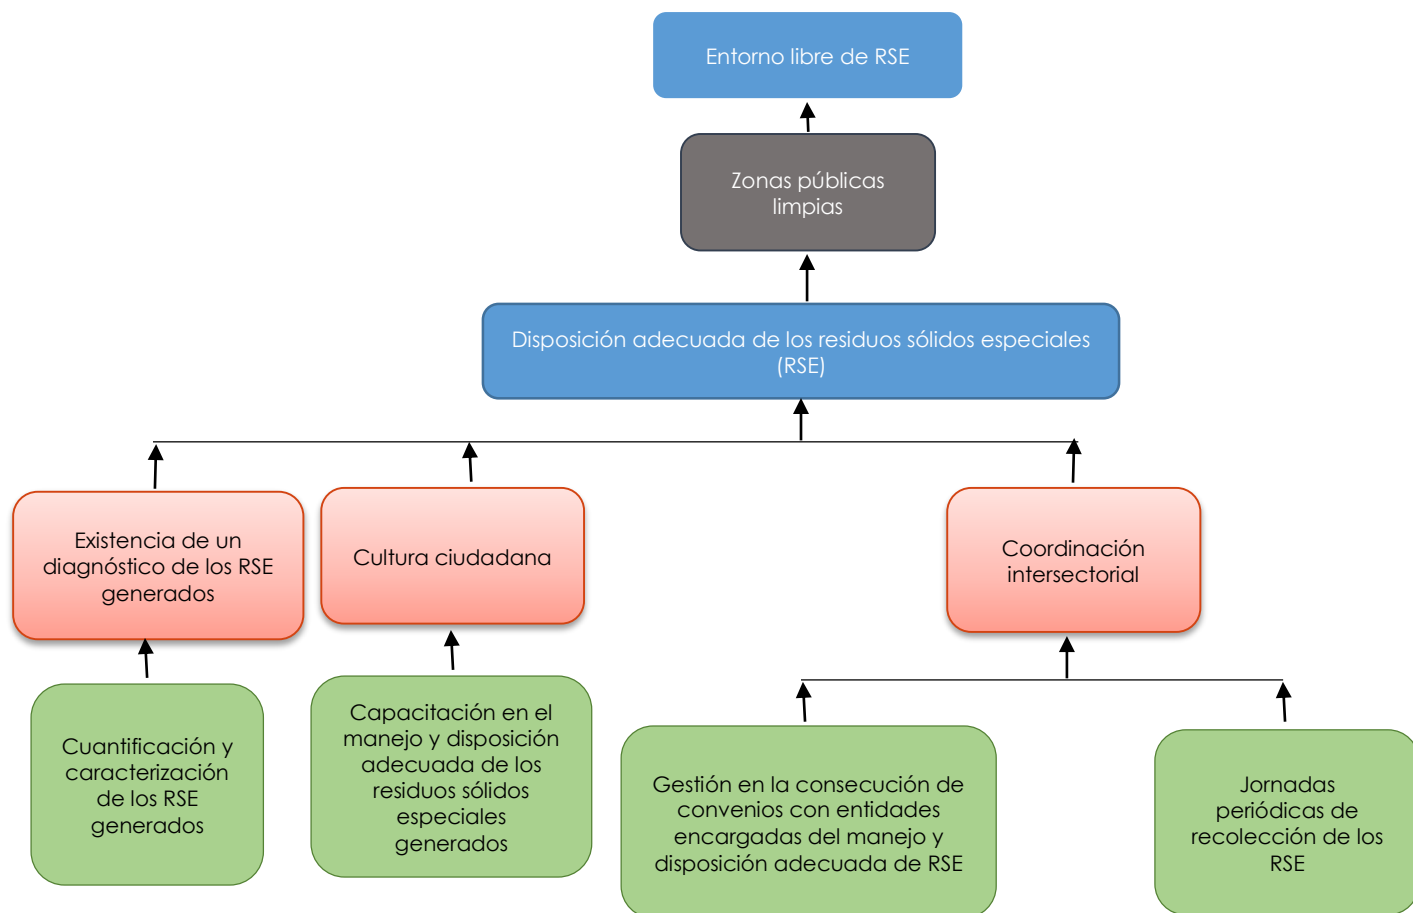 Entorno libre de RSE
Zonas públicas
limpias
Disposición adecuada de los residuos sólidos especiales
(RSE)
Existencia de un
diagnóstico de los RSE
generados
Cultura ciudadana
Coordinación
intersectorial
Cuantificación y
caracterización
de los RSE
generados
Capacitación en el
manejo y disposición
adecuada de los
residuos sólidos
especiales
generados
Gestión en la consecución de
convenios con entidades
encargadas del manejo y
disposición adecuada de RSE
Jornadas
periódicas de
recolección de los
RSE